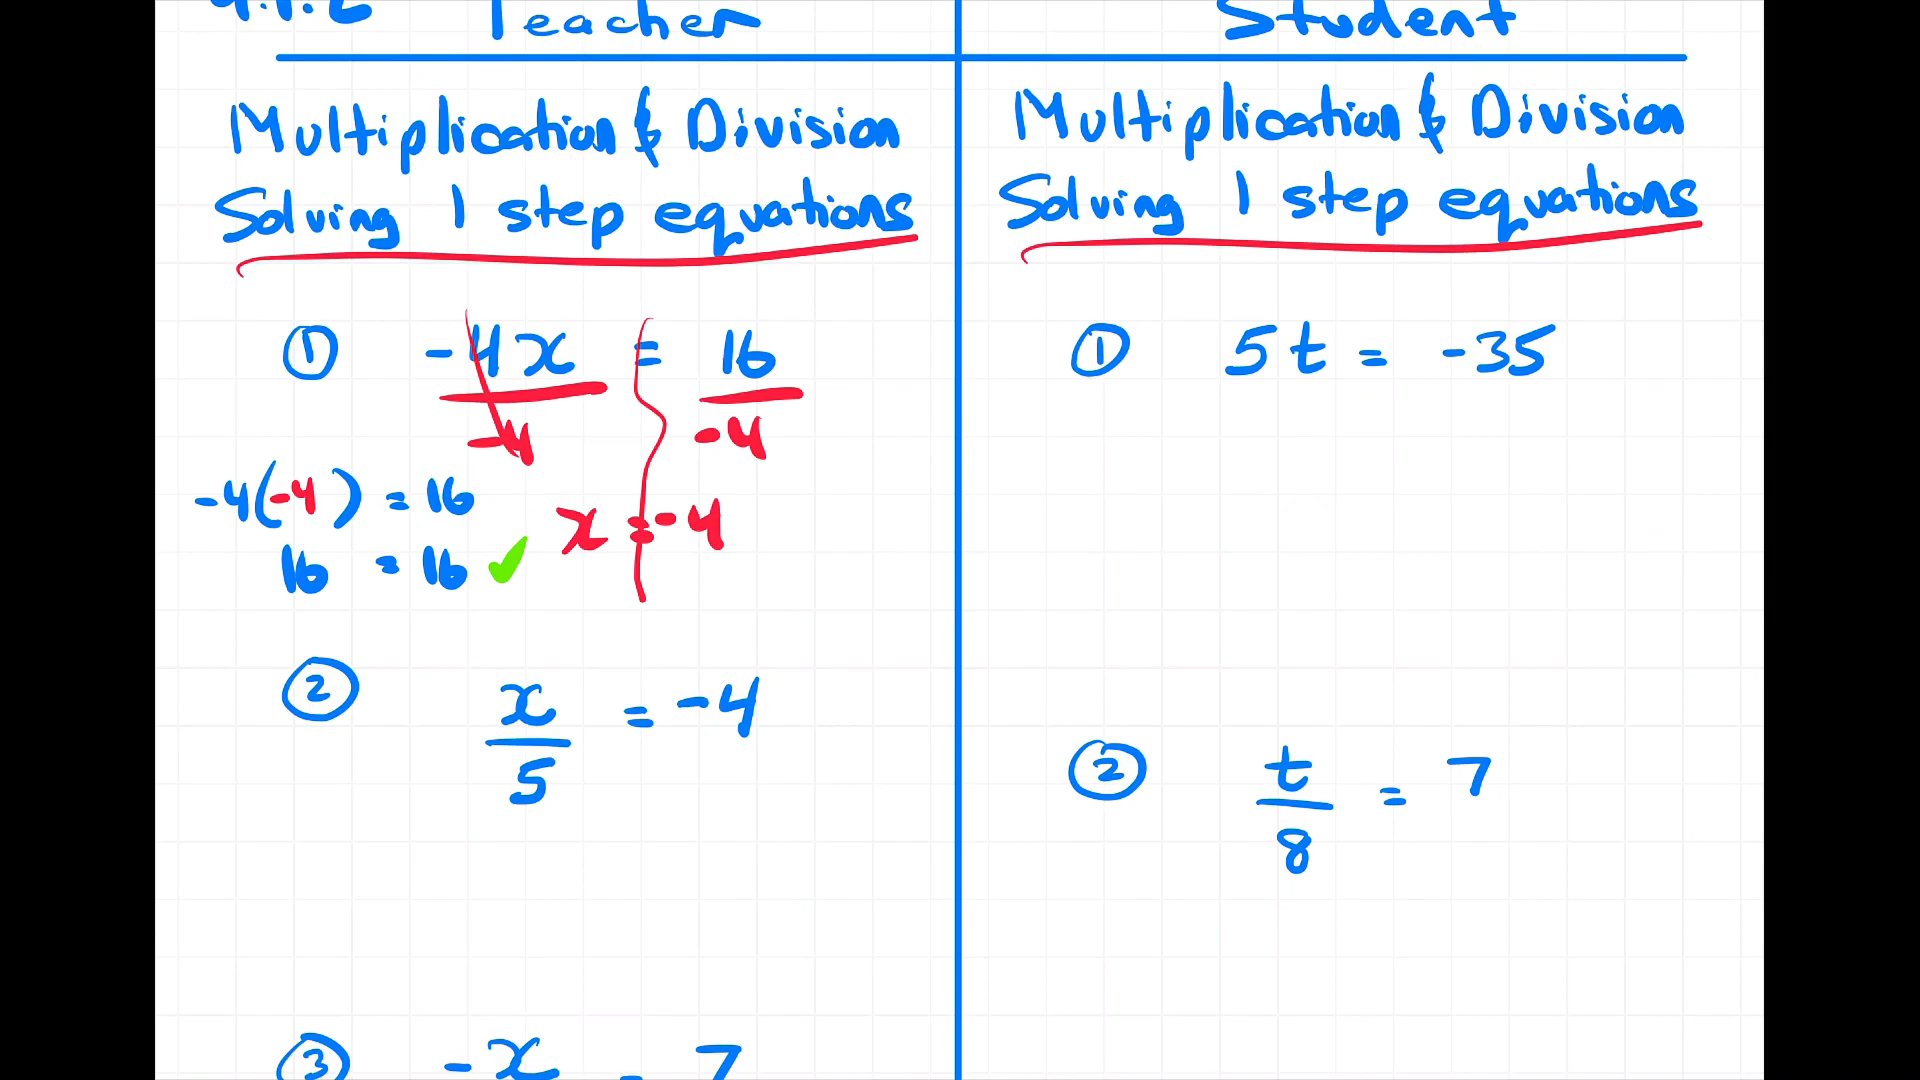 Teacher
Multiplication & Division
Solving 1 step equations
① -4x = 16
-4 -4
-4(-4) = 16
x = -4
16 = 16 ✓
② x/5 = -4
③ -x = 7
Student
Multiplication & Division
Solving 1 step equations
① 5t = -35
② t/8 = 7